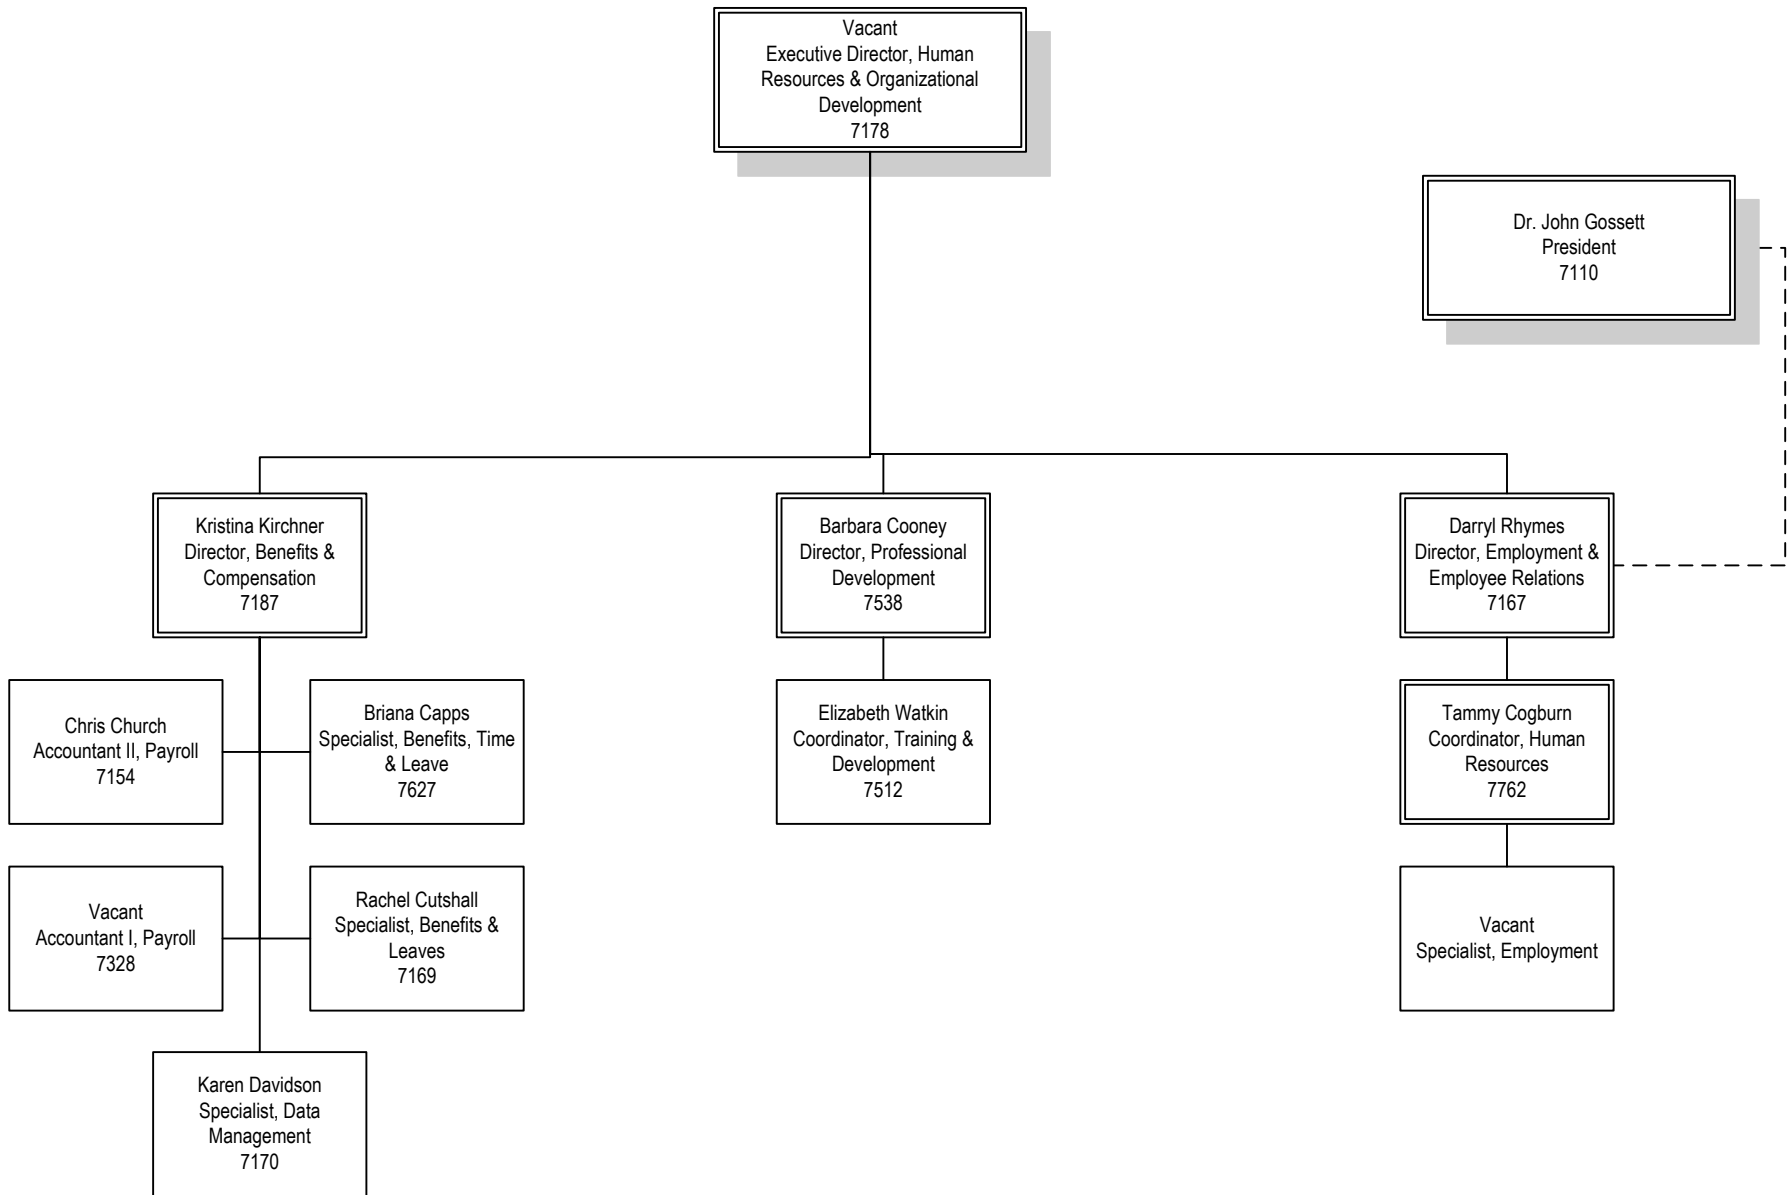 Vacant
Executive Director, Human
Resources & Organizational
Development
7178
Dr. John Gossett
President
7110
Kristina Kirchner
Director, Benefits &
Compensation
7187
Barbara Cooney
Director, Professional
Development
7538
Darryl Rhymes
Director, Employment &
Employee Relations
7167
Chris Church
Accountant II, Payroll
7154
Briana Capps
Specialist, Benefits, Time
& Leave
7627
Elizabeth Watkin
Coordinator, Training &
Development
7512
Tammy Cogburn
Coordinator, Human
Resources
7762
Vacant
Accountant I, Payroll
7328
Rachel Cutshall
Specialist, Benefits &
Leaves
7169
Vacant
Specialist, Employment
Karen Davidson
Specialist, Data
Management
7170